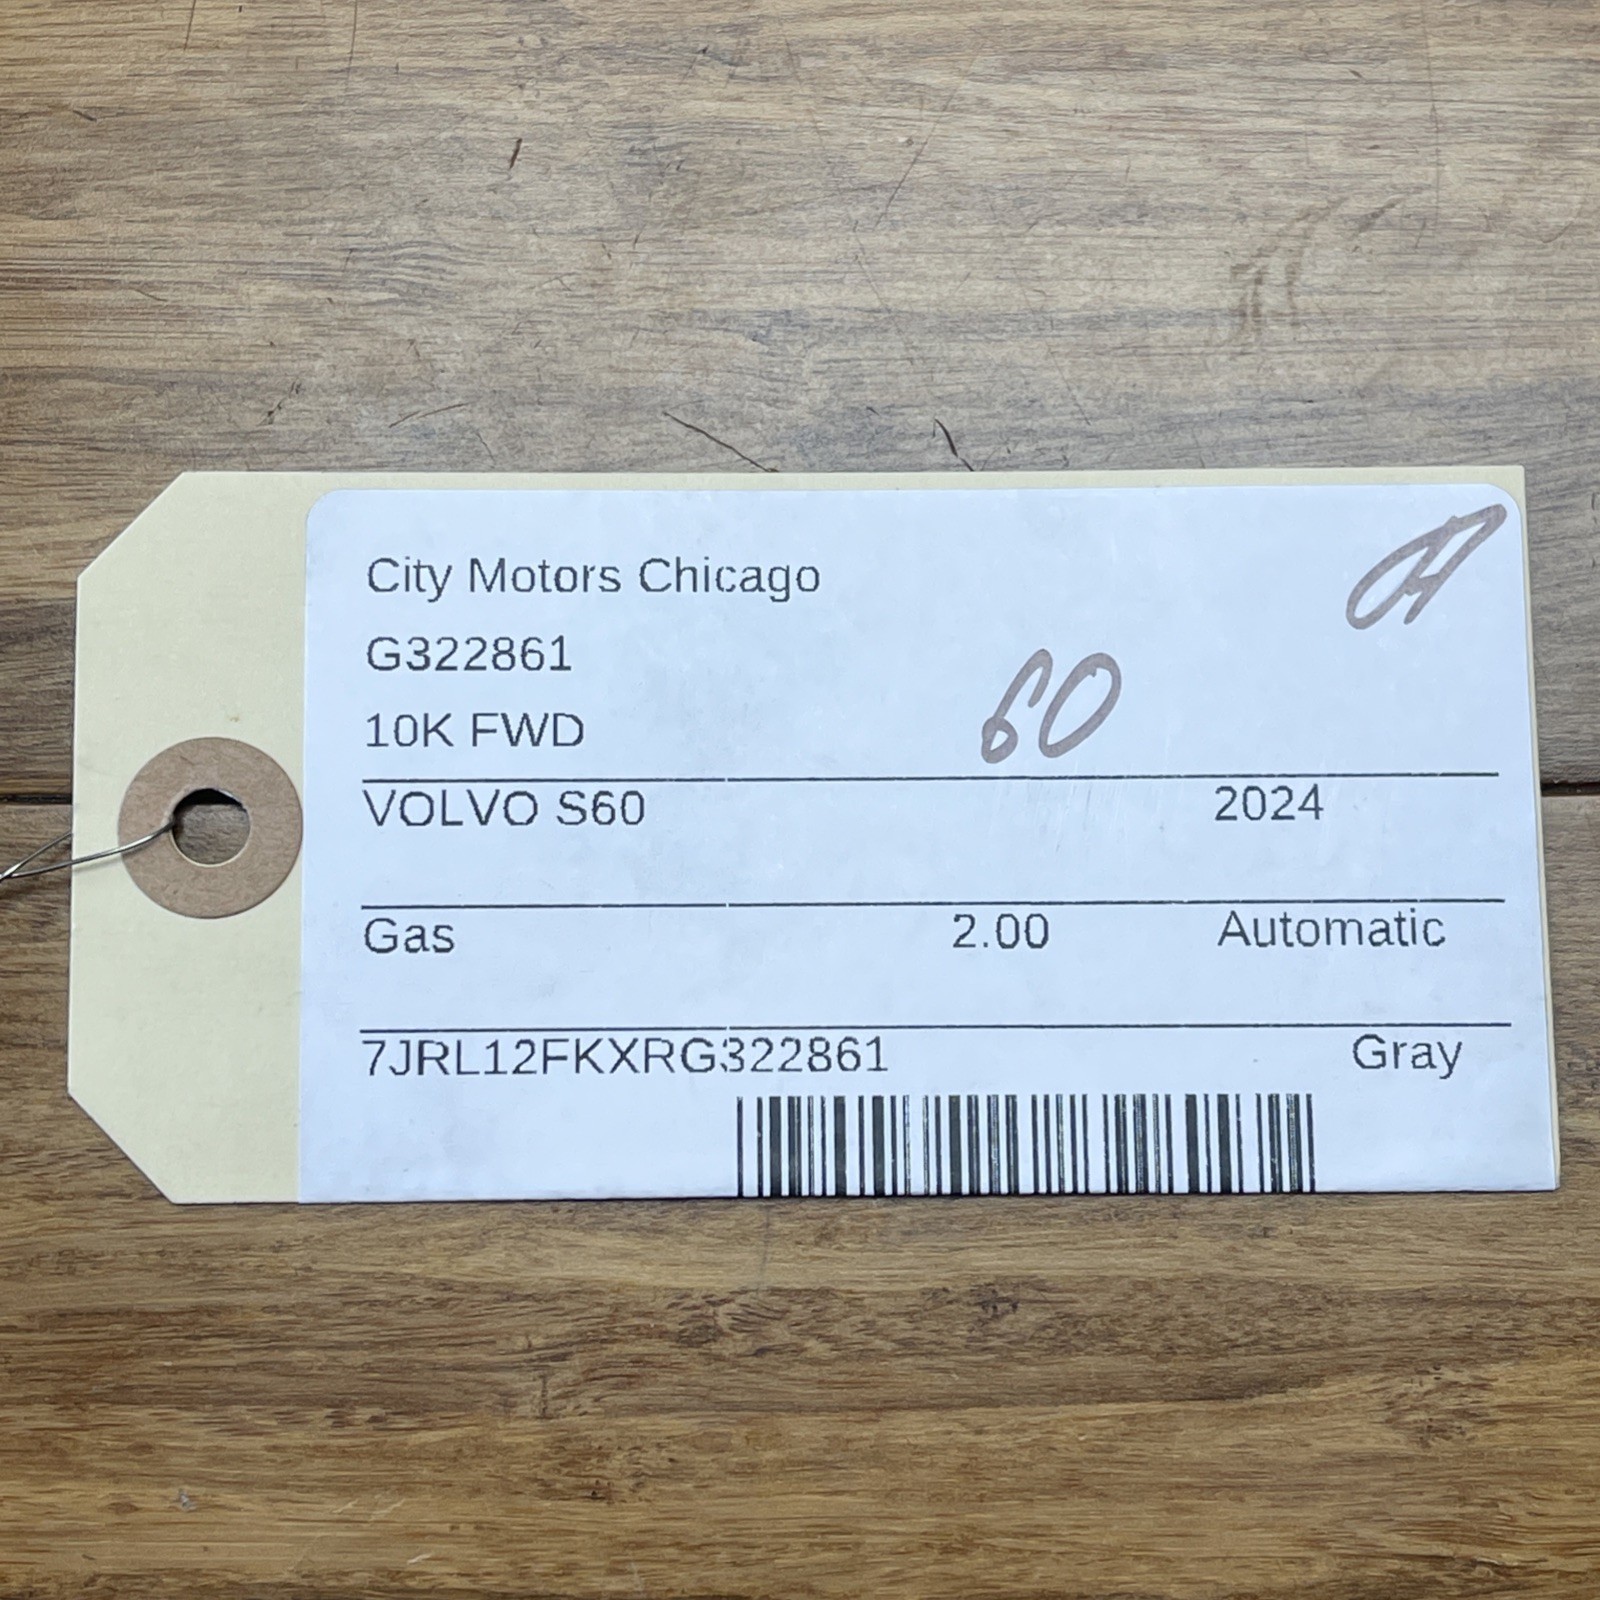 City Motors Chicago
G322861
10K FWD
60
VOLVO S60 2024
Gas 2.00 Automatic
7JRL12FKXRG322861 Gray